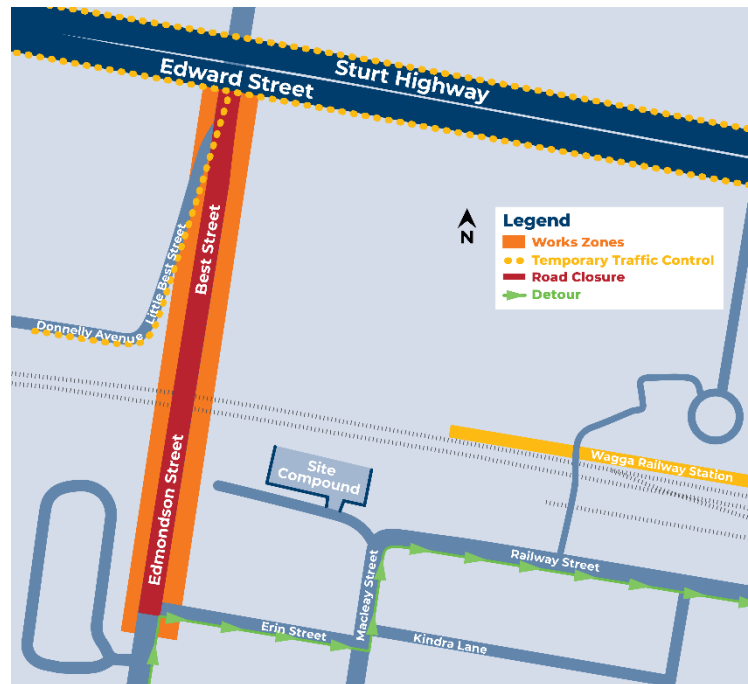 Sturt Highway
Edward Street
Best Street
Little Best Street
Donnelly Avenue
N
Legend
Works Zones
Temporary Traffic Control
Road Closure
Detour
Edmondson Street
Site
Compound
Wagga Railway Station
Railway Street
Macleay Street
Erin Street
Kindra Lane